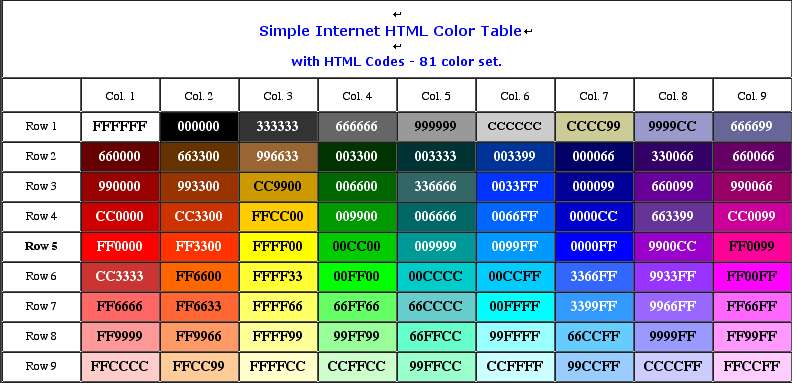 Simple Internet HTML Color Table
with HTML Codes - 81 color set.
Col. 1 Col. 2 Col. 3 Col. 4 Col. 5 Col. 6 Col. 7 Col. 8 Col. 9
Row 1 FFFFFF 000000 333333 666666 999999 CCCCCC CCCC99 9999CC 666699
Row 2 660000 663300 996633 003300 003333 003399 000066 330066 660066
Row 3 990000 993300 CC9900 006600 336666 0033FF 000099 660099 990066
Row 4 CC0000 CC3300 FFCC00 009900 006666 0066FF 0000CC 663399 CC0099
Row 5 FF0000 FF3300 FFFF00 00CC00 009999 0099FF 0000FF 9900CC FF0099
Row 6 CC3333 FF6600 FFFF33 00FF00 00CCCC 00CCFF 3366FF 9933FF FF00FF
Row 7 FF6666 FF6633 FFFF66 66FF66 66CCCC 00FFFF 3399FF 9966FF FF66FF
Row 8 FF9999 FF9966 FFFF99 99FF99 66FFCC 99FFFF 66CCFF 9999FF FF99FF
Row 9 FFCCCC FFCC99 FFFFCC CCFFCC 99FFCC CCFFFF 99CCFF CCCCFF FFCCFF